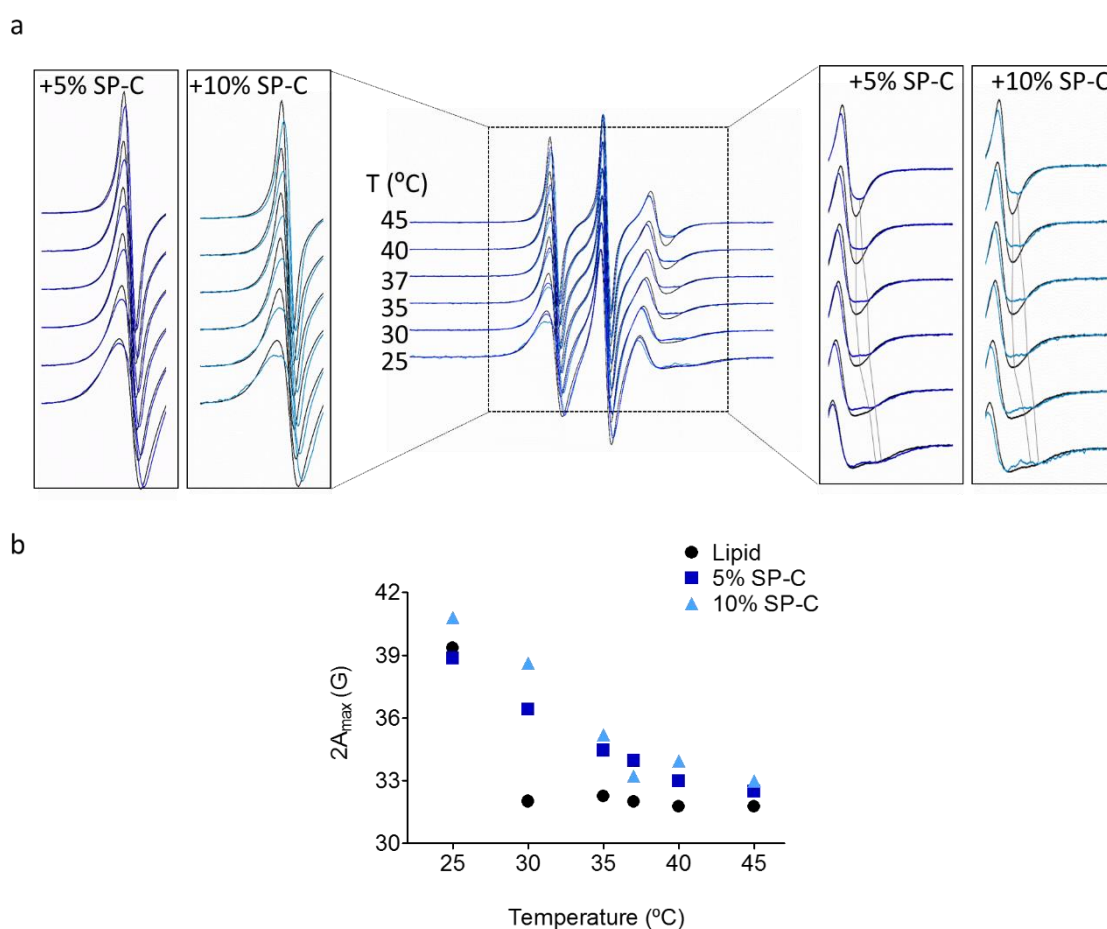 a
+5% SP-C
+10% SP-C
+5% SP-C
+10% SP-C
T (ºC)
45
40
37
35
30
25
b
Lipid
5% SP-C
10% SP-C
42
39
36
33
30
2Amax (G)
25 30 35 40 45
Temperature (ºC)